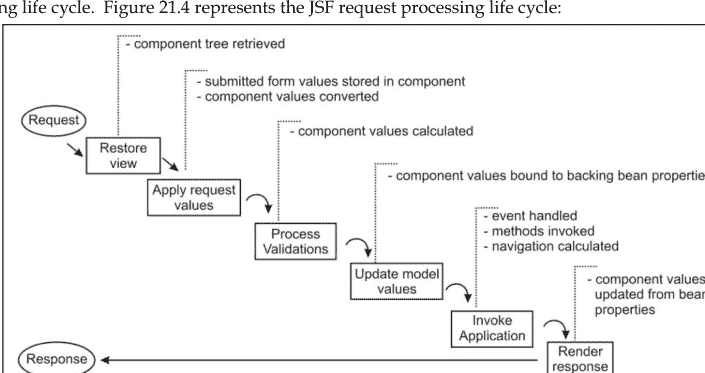 ng life cycle. Figure 21.4 represents the JSF request processing life cycle:
- component tree retrieved
- submitted form values stored in component
- component values converted
Request
- component values calculated
Restore
view
- component values bound to backing bean propertie
Apply request
values
- event handled
- methods invoked
- navigation calculated
Process
Validations
Update model
values
- component values
updated from bean
properties
Invoke
Application
Render
response
Response